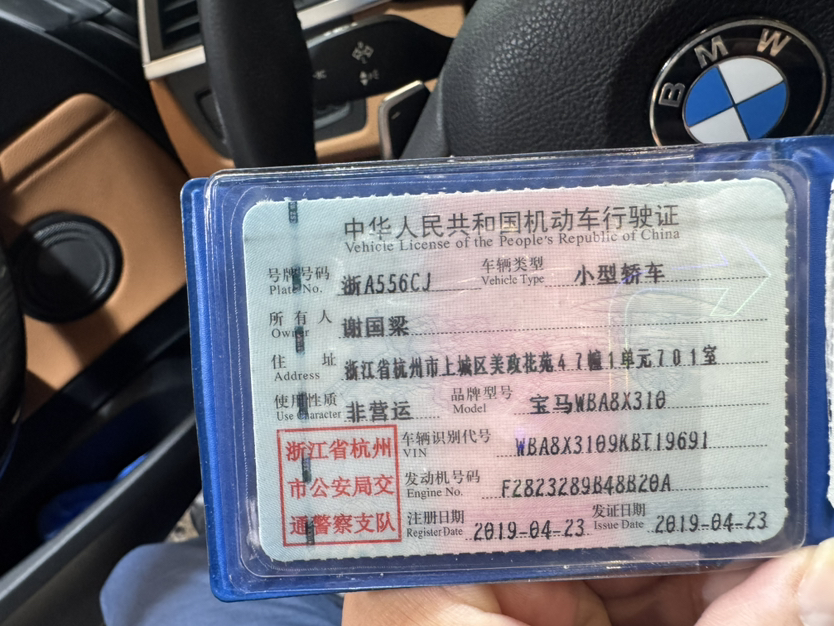 BMW
中华人民共和国机动车行驶证
Vehicle License of the People's Republic of China
号牌号码 浙A556CJ 车辆类型 小型轿车
Plate No. Vehicle Type
所有人 谢国梁
Owner
住址 浙江省杭州市上城区美政花苑47幢1单元701室
Address
使用性质 非营运 品牌型号 宝马WBA8X310
Use Character Model
浙江省杭州 车辆识别代号 WBA8X3109KBT19691
VIN
市公安局交 发动机号码 F2823289B48B20A
Engine No.
通警察支队 注册日期 2019-04-23 发证日期 2019-04-23
Register Date Issue Date